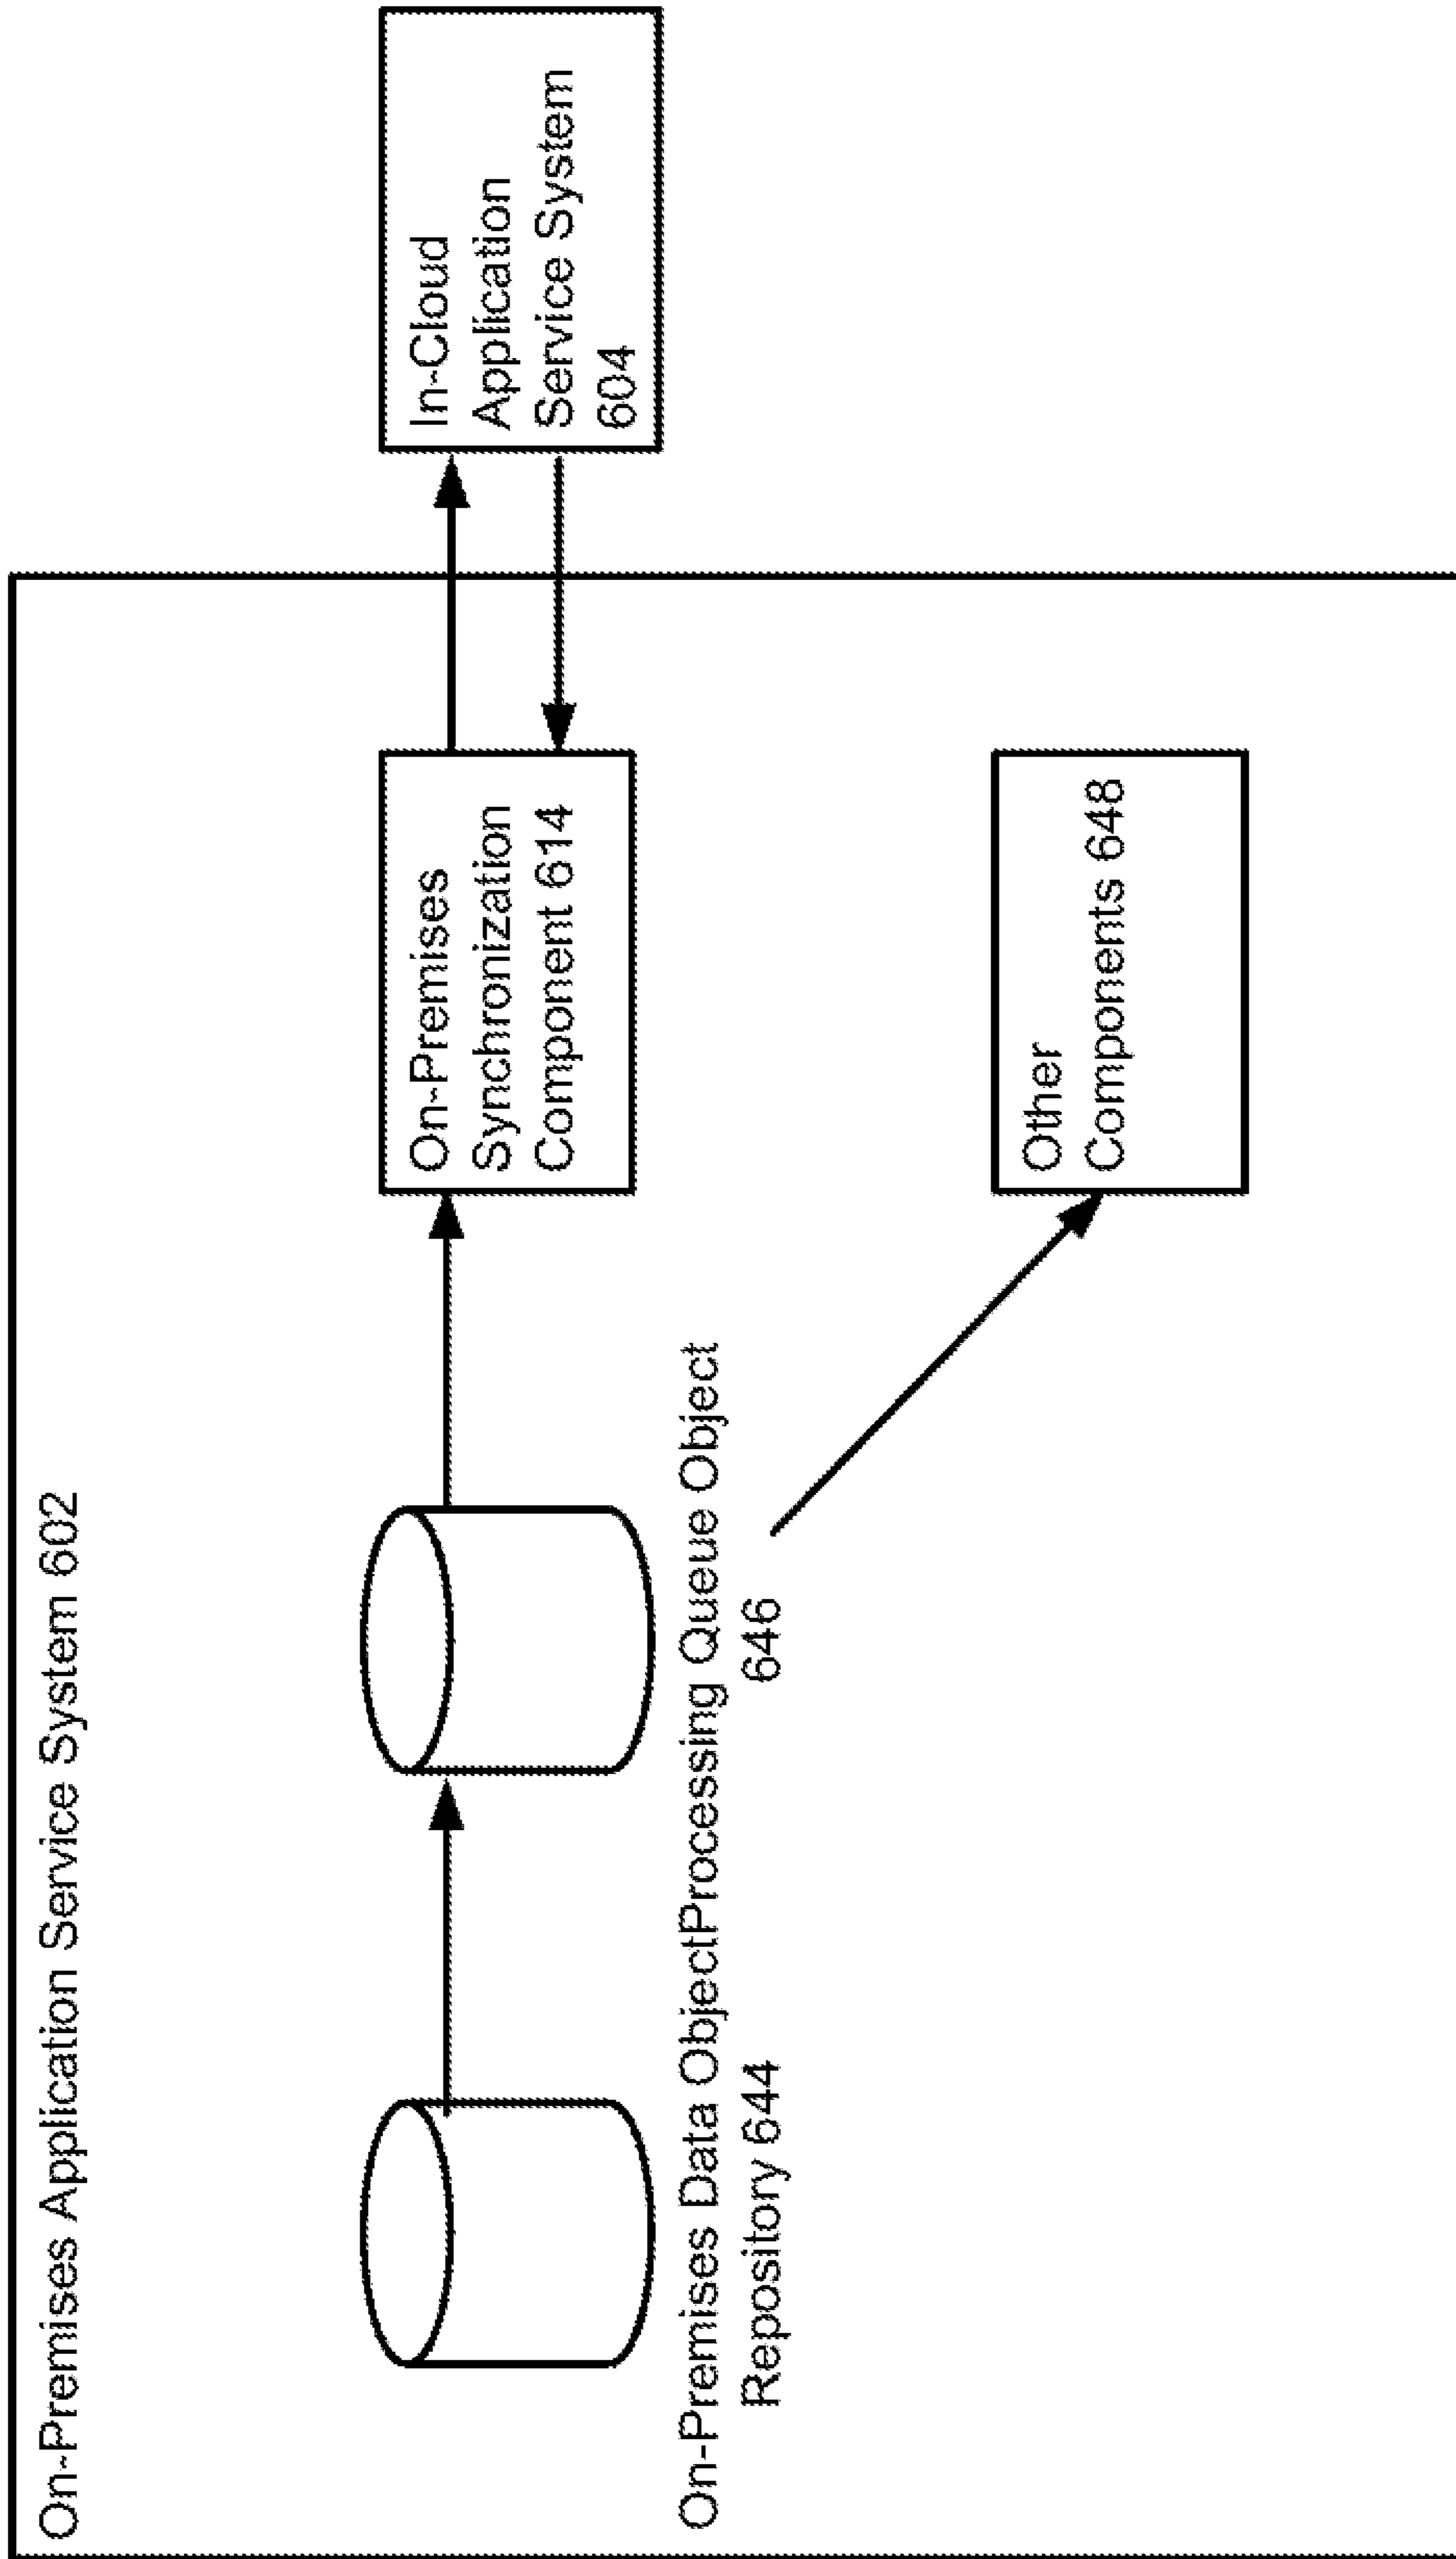 On-Premises Application Service System 602
On-Premises
Synchronization
Component 614
In-Cloud
Application
Service System
604
On-Premises Data Object
Repository 644
Processing Queue Object
646
Other
Components 648